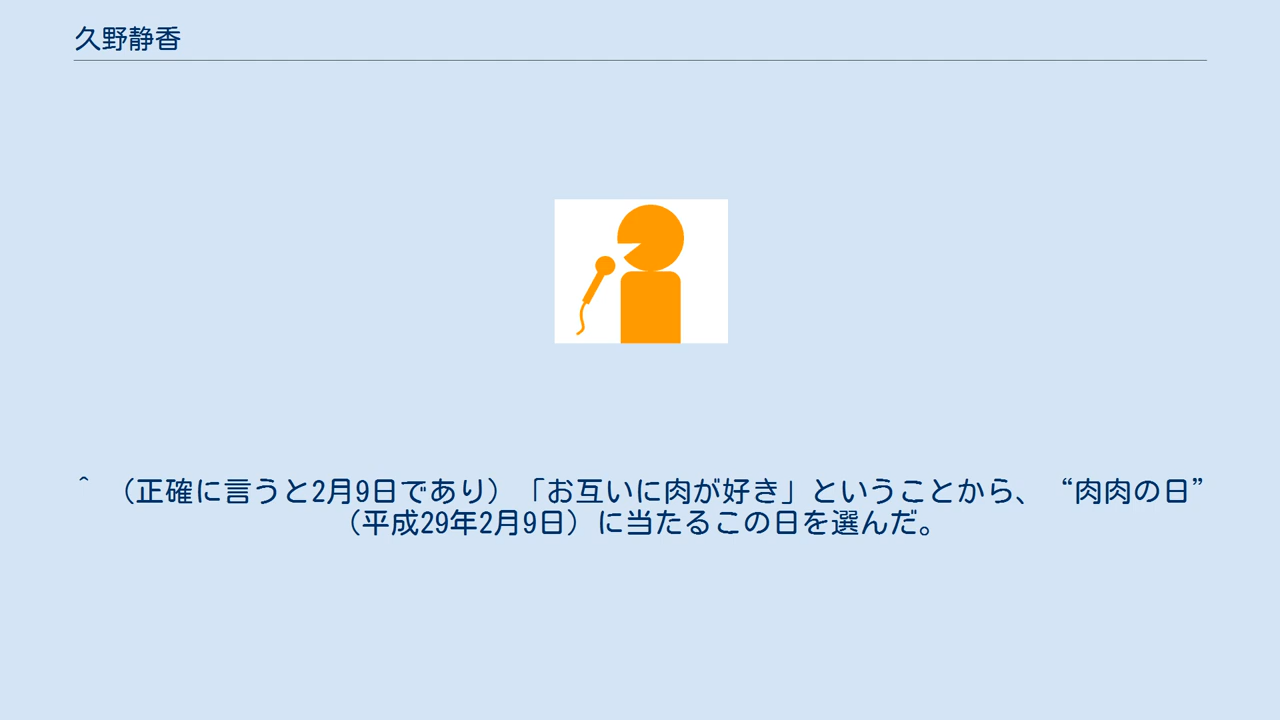 久野静香
^ （正確に言うと2月9日であり）「お互いに肉が好き」ということから、 “肉肉の日”
（平成29年2月9日）に当たるこの日を選んだ。